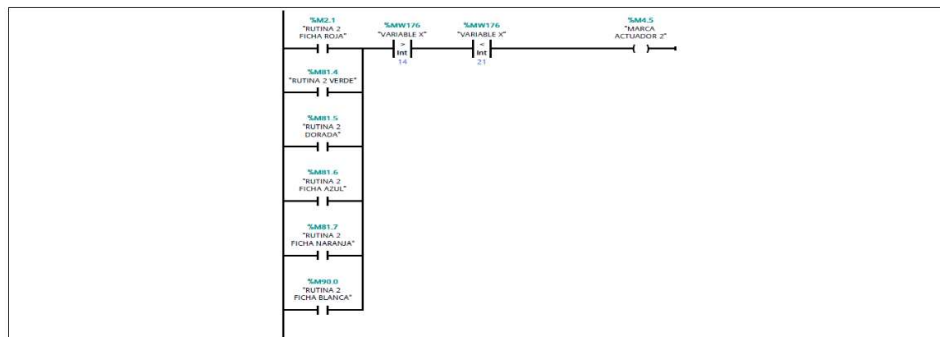 %M2.1
"RUTINA 2
FICHA ROJA"
%MW176
"VARIABLE X"
>
Int
14
%MW176
"VARIABLE X"
<
Int
21
%M4.5
"MARCA
ACTUADOR 2"
%M81.4
"RUTINA 2 VERDE"
%M81.5
"RUTINA 2
DORADA"
%M81.6
"RUTINA 2
FICHA AZUL"
%M81.7
"RUTINA 2
FICHA NARANJA"
%M90.0
"RUTINA 2
FICHA BLANCA"